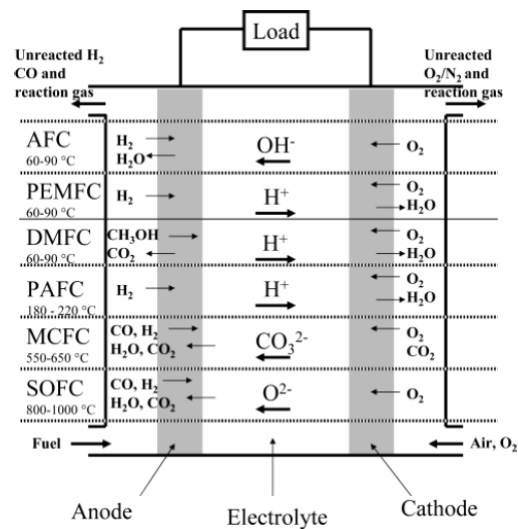 Load
Unreacted H₂
CO and
reaction gas
Unreacted
O₂/N₂ and
reaction gas
AFC
60-90 °C
H₂
H₂O
OH⁻
O₂
PEMFC
60-90 °C
H₂
H⁺
O₂
H₂O
DMFC
60-90 °C
CH₃OH
CO₂
H⁺
O₂
H₂O
PAFC
180 - 220 °C
H₂
H⁺
O₂
H₂O
MCFC
550-650 °C
CO, H₂
H₂O, CO₂
CO₃²⁻
O₂
CO₂
SOFC
800-1000 °C
CO, H₂
H₂O, CO₂
O²⁻
O₂
Fuel
Air, O₂
Anode
Electrolyte
Cathode